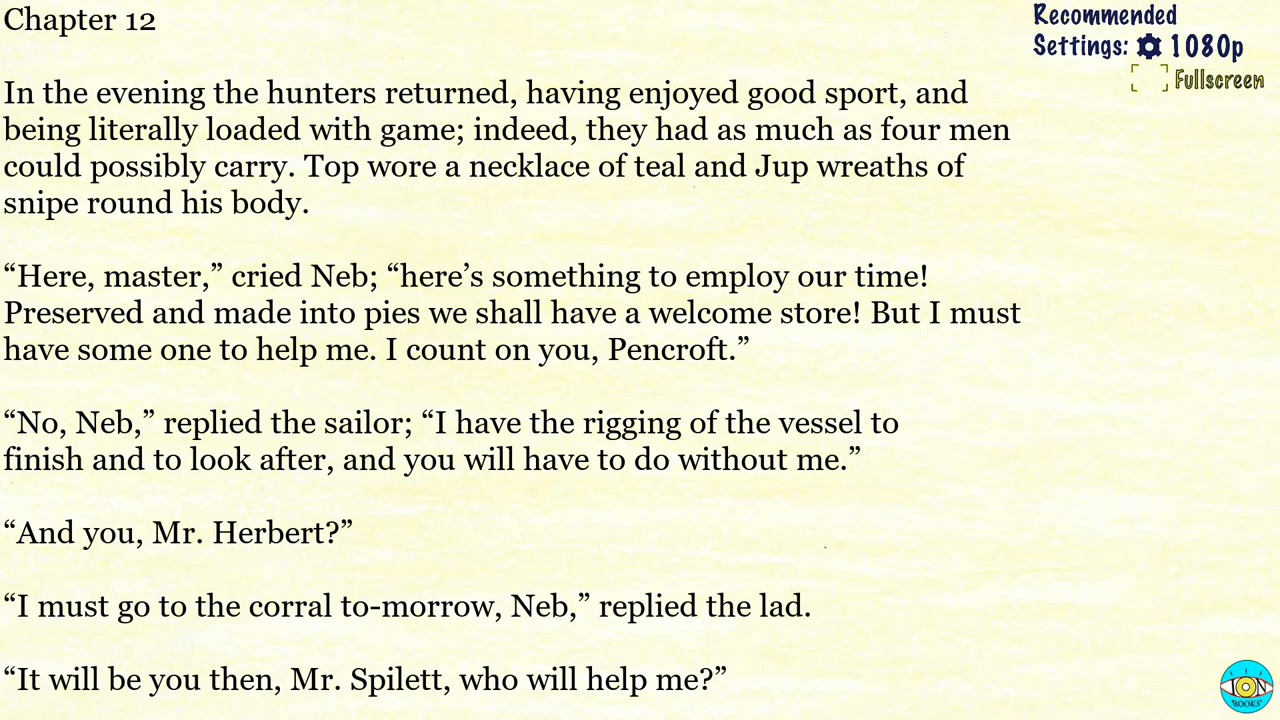 Chapter 12
Recommended
Settings: 1080p
Fullscreen
In the evening the hunters returned, having enjoyed good sport, and
being literally loaded with game; indeed, they had as much as four men
could possibly carry. Top wore a necklace of teal and Jup wreaths of
snipe round his body.
“Here, master,” cried Neb; “here’s something to employ our time!
Preserved and made into pies we shall have a welcome store! But I must
have some one to help me. I count on you, Pencroft.”
“No, Neb,” replied the sailor; “I have the rigging of the vessel to
finish and to look after, and you will have to do without me.”
“And you, Mr. Herbert?”
“I must go to the corral to-morrow, Neb,” replied the lad.
“It will be you then, Mr. Spilett, who will help me?”
ION
BOOKS